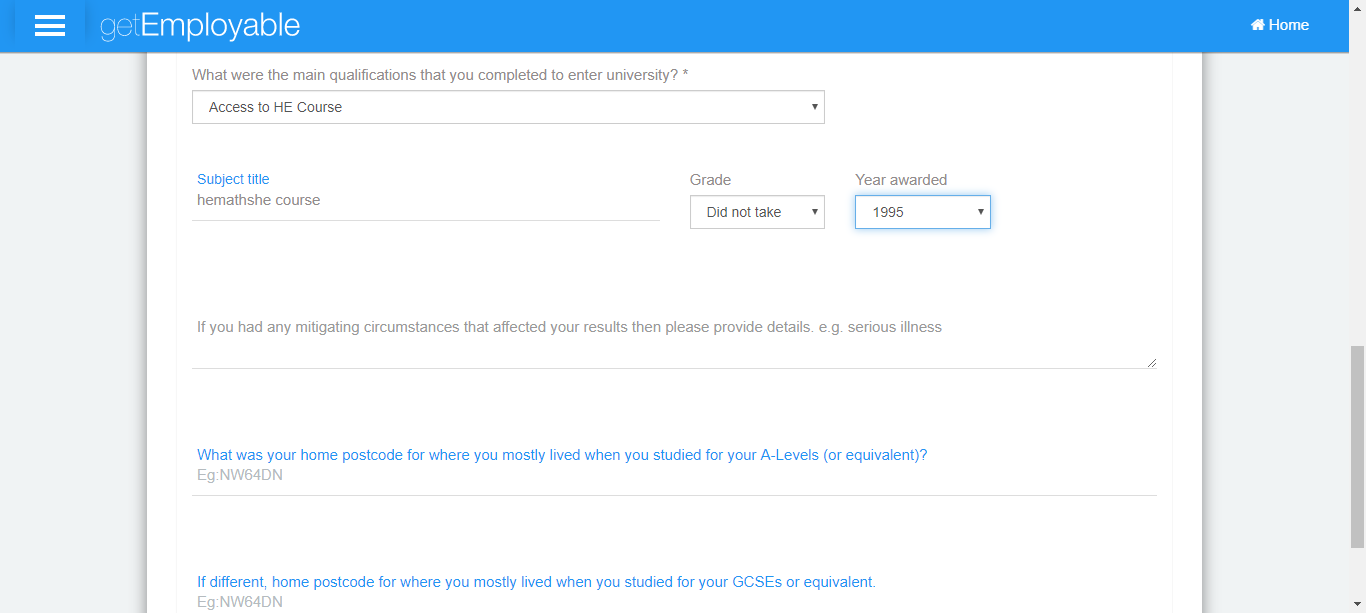 getEmployable
Home
What were the main qualifications that you completed to enter university? *
Access to HE Course
Subject title
hemathshe course
Grade
Did not take
Year awarded
1995
If you had any mitigating circumstances that affected your results then please provide details. e.g. serious illness
What was your home postcode for where you mostly lived when you studied for your A-Levels (or equivalent)?
Eg:NW64DN
If different, home postcode for where you mostly lived when you studied for your GCSEs or equivalent.
Eg:NW64DN